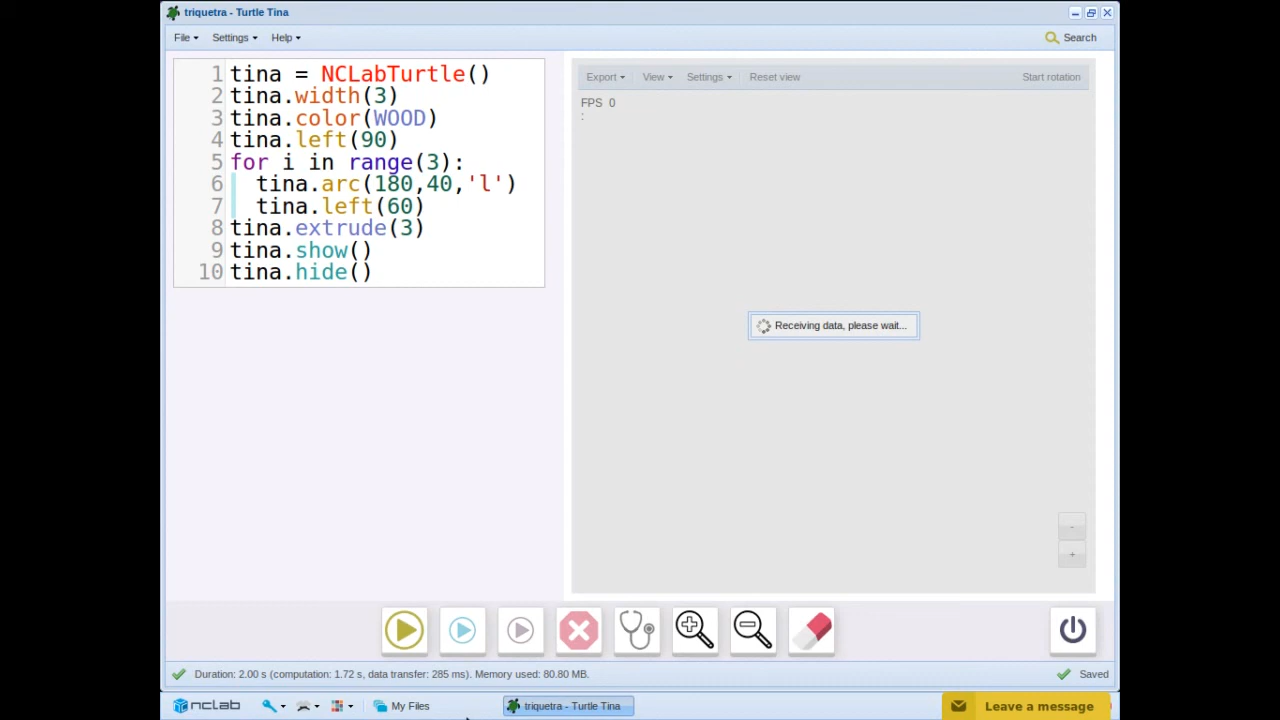 triquetra - Turtle Tina
File Settings Help Search
1 tina = NCLabTurtle()
2 tina.width(3)
3 tina.color(WOOD)
4 tina.left(90)
5 for i in range(3):
6 tina.arc(180,40,'l')
7 tina.left(60)
8 tina.extrude(3)
9 tina.show()
10 tina.hide()
Export View Settings Reset view Start rotation
FPS 0
:
Receiving data, please wait...
-
+
Duration: 2.00 s (computation: 1.72 s, data transfer: 285 ms). Memory used: 80.80 MB. Saved
nclab My Files triquetra - Turtle Tina Leave a message